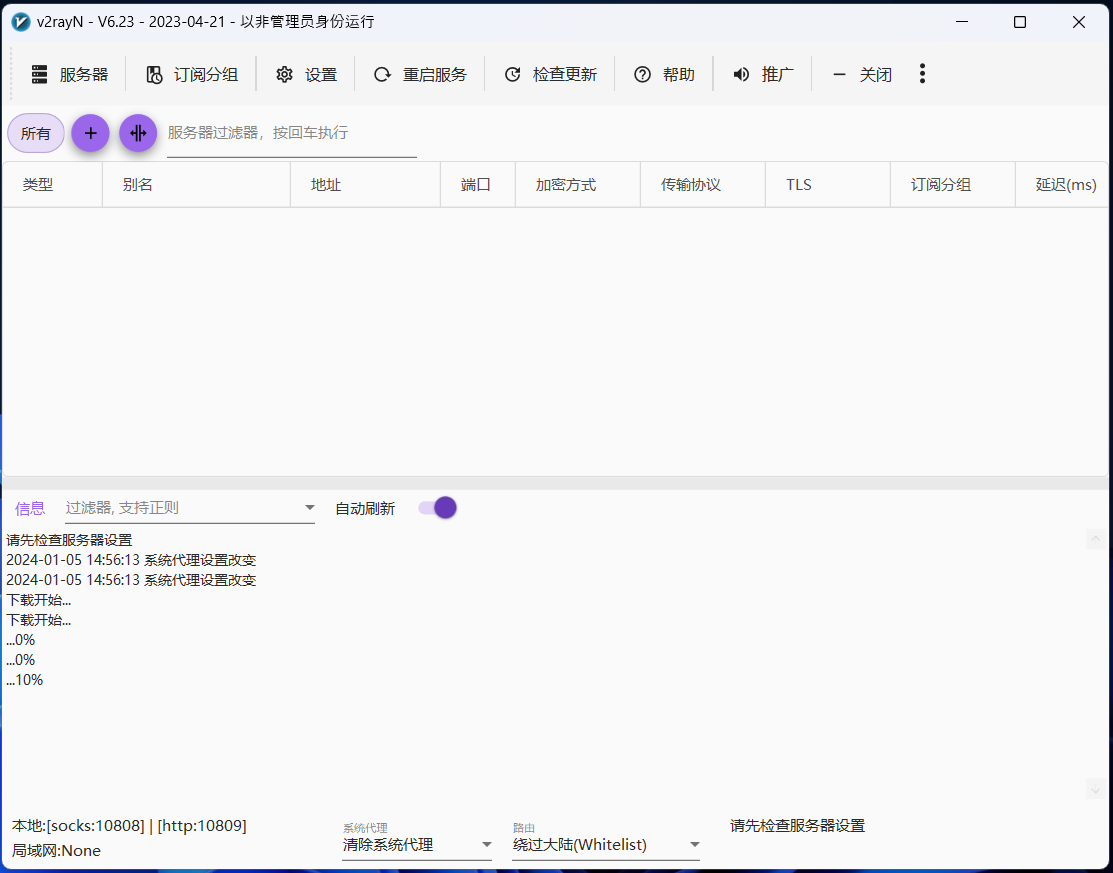 v2rayN - V6.23 - 2023-04-21 - 以非管理员身份运行
服务器 订阅分组 设置 重启服务 检查更新 帮助 推广 关闭
所有 服务器过滤器，按回车执行
类型 别名 地址 端口 加密方式 传输协议 TLS 订阅分组 延迟(ms)
信息 过滤器, 支持正则 自动刷新
请先检查服务器设置
2024-01-05 14:56:13 系统代理设置改变
2024-01-05 14:56:13 系统代理设置改变
下载开始...
下载开始...
...0%
...0%
...10%
本地:[socks:10808] | [http:10809]
局域网:None
系统代理
清除系统代理
路由
绕过大陆(Whitelist)
请先检查服务器设置